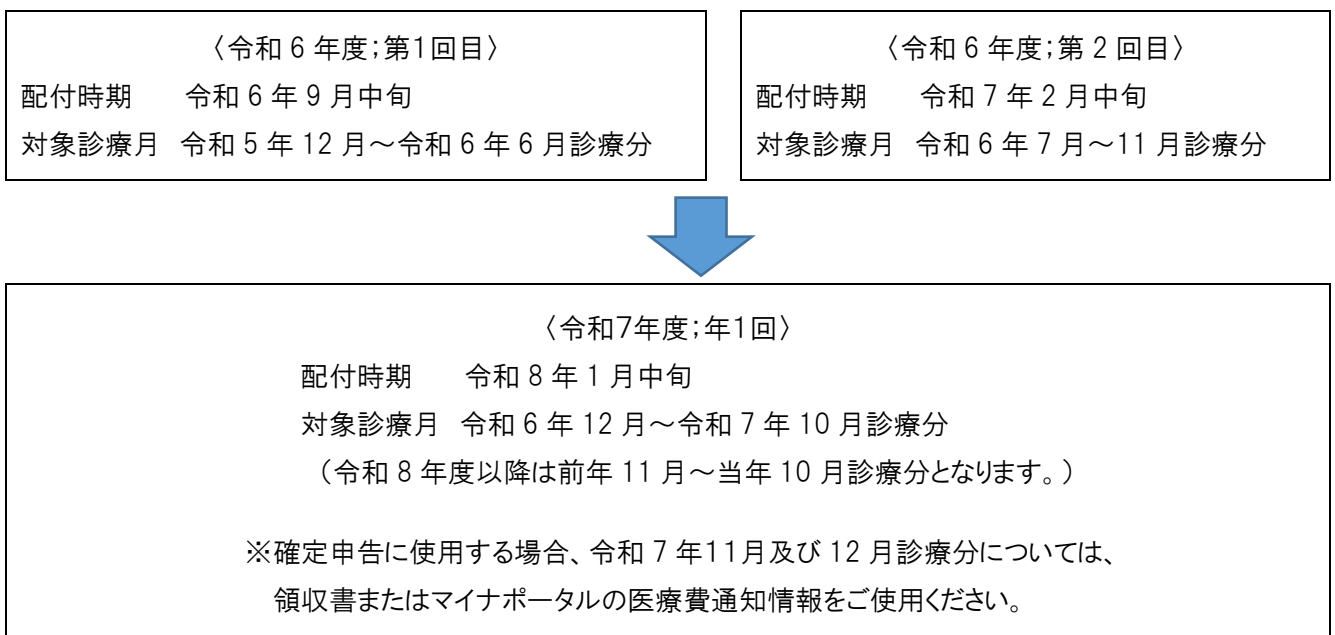 〈令和 6 年度;第1回目〉
配付時期　　令和 6 年 9 月中旬
対象診療月　令和 5 年 12 月～令和 6 年 6 月診療分
〈令和 6 年度;第 2 回目〉
配付時期　　令和 7 年 2 月中旬
対象診療月　令和 6 年 7 月～11 月診療分
〈令和7年度;年1回〉
配付時期　　令和 8 年 1 月中旬
対象診療月　令和 6 年 12 月～令和 7 年 10 月診療分
（令和 8 年度以降は前年 11 月～当年 10 月診療分となります。）
※確定申告に使用する場合、令和 7 年11月及び 12 月診療分については、
領収書またはマイナポータルの医療費通知情報をご使用ください。